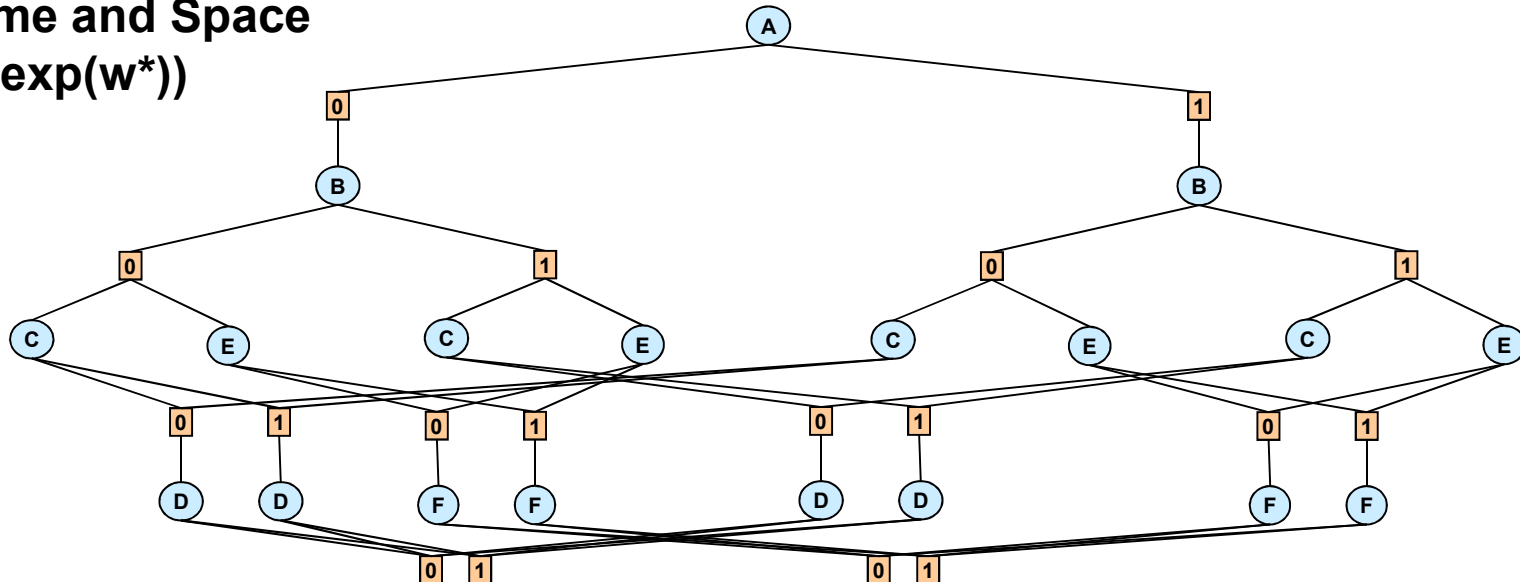 me and Space
exp(w*))
A
0 1
B B
0 1 0 1
C E C E C E C E
0 1 0 1 0 1 0 1
D D F F D D F F
0 1 0 1